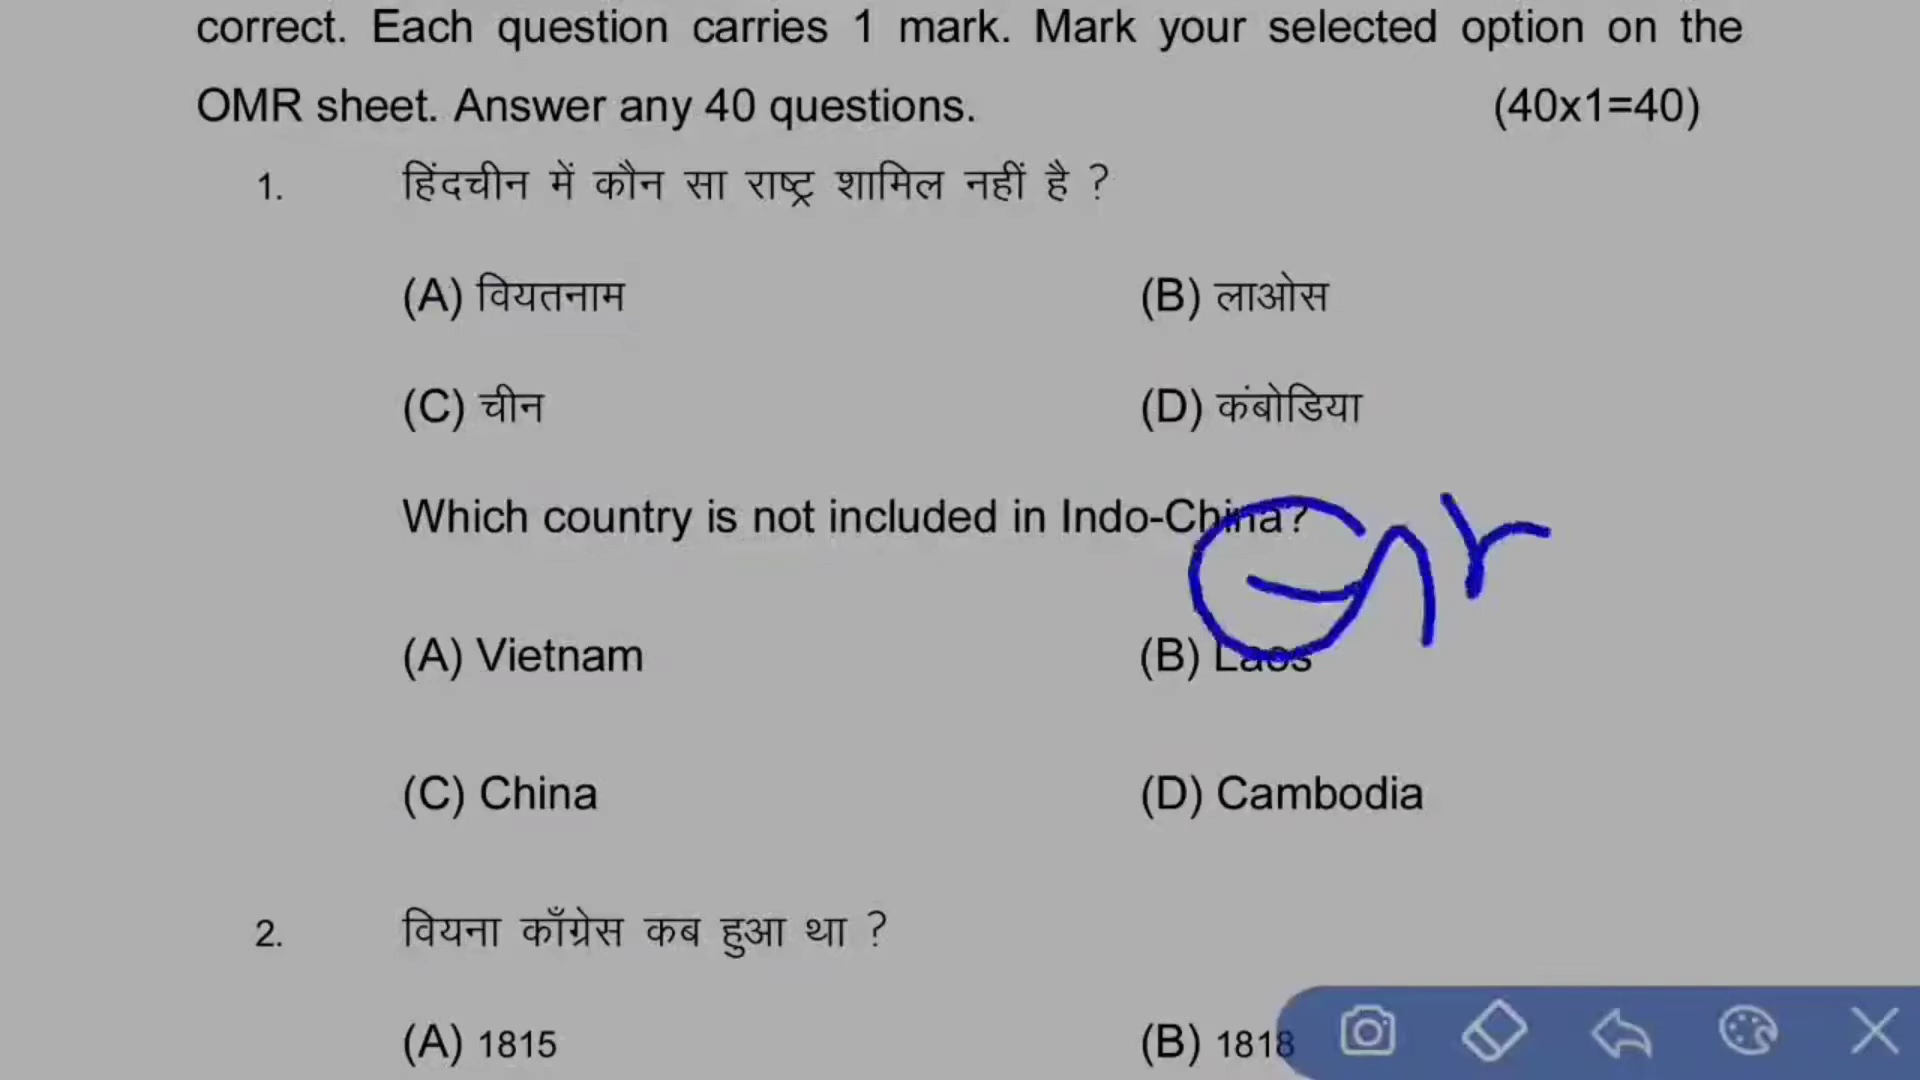 correct. Each question carries 1 mark. Mark your selected option on the
OMR sheet. Answer any 40 questions. (40x1=40)
1. हिंदचीन में कौन सा राष्ट्र शामिल नहीं है ?
(A) वियतनाम (B) लाओस
(C) चीन (D) कंबोडिया
Which country is not included in Indo-China?
(A) Vietnam (B) Laos
(C) China (D) Cambodia
2. वियना काँग्रेस कब हुआ था ?
(A) 1815 (B) 1818